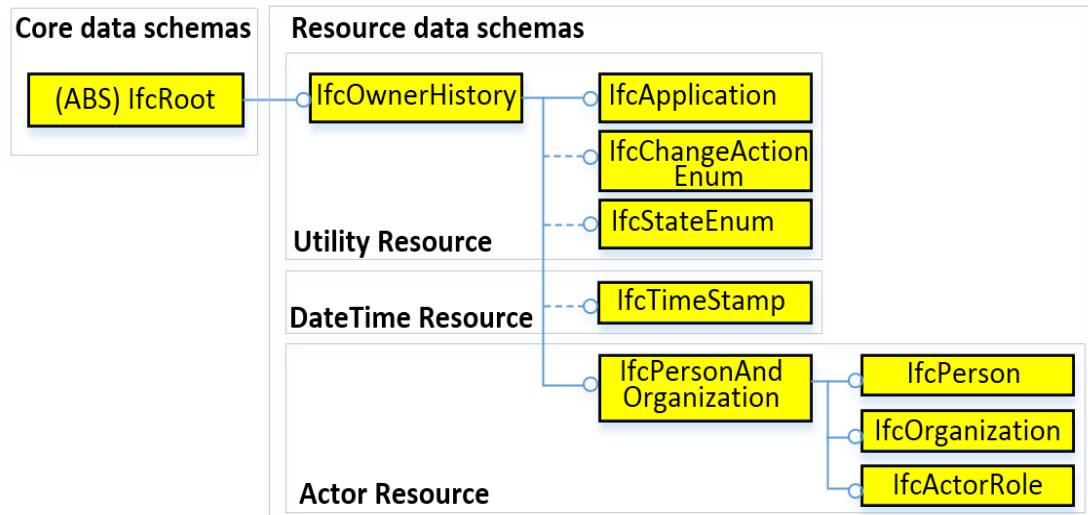 Core data schemas
Resource data schemas
(ABS) IfcRoot
IfcOwnerHistory
IfcApplication
IfcChangeAction
Enum
IfcStateEnum
Utility Resource
IfcTimeStamp
DateTime Resource
IfcPersonAnd
Organization
IfcPerson
IfcOrganization
IfcActorRole
Actor Resource